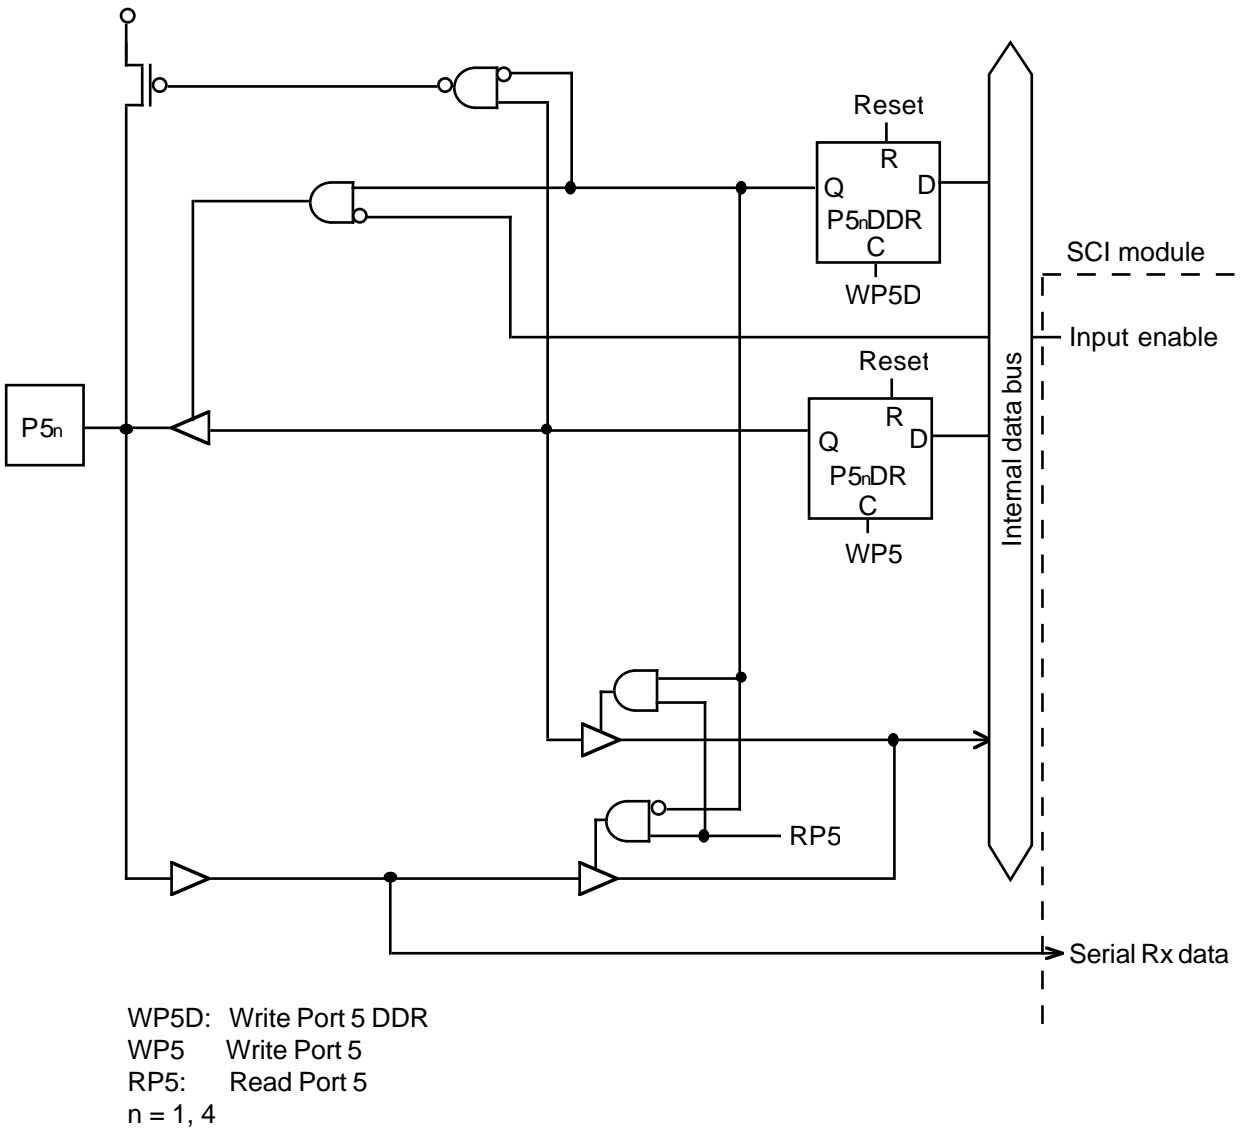 Reset
R
Q
D
P5nDDR
C
WP5D
SCI module
Input enable
Reset
R
Q
D
P5nDR
C
WP5
P5n
Internal data bus
RP5
Serial Rx data
WP5D: Write Port 5 DDR
WP5 Write Port 5
RP5: Read Port 5
n = 1, 4